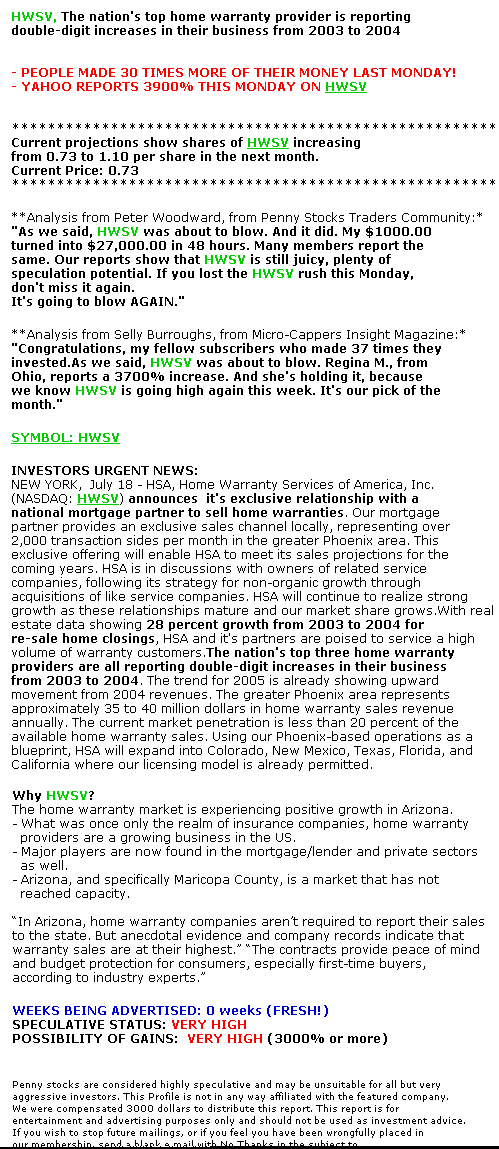 HWSV, The nation's top home warranty provider is reporting
double-digit increases in their business from 2003 to 2004
- PEOPLE MADE 30 TIMES MORE OF THEIR MONEY LAST MONDAY!
- YAHOO REPORTS 3900% THIS MONDAY ON HWSV
******************************************************
Current projections show shares of HWSV increasing
from 0.73 to 1.10 per share in the next month.
Current Price: 0.73
******************************************************
**Analysis from Peter Woodward, from Penny Stocks Traders Community:*
"As we said, HWSV was about to blow. And it did. My $1000.00
turned into $27,000.00 in 48 hours. Many members report the
same. Our reports show that HWSV is still juicy, plenty of
speculation potential. If you lost the HWSV rush this Monday,
don't miss it again.
It's going to blow AGAIN."
**Analysis from Selly Burroughs, from Micro-Cappers Insight Magazine:*
"Congratulations, my fellow subscribers who made 37 times they
invested.As we said, HWSV was about to blow. Regina M., from
Ohio, reports a 3700% increase. And she's holding it, because
we know HWSV is going high again this week. It's our pick of the
month."
SYMBOL: HWSV
INVESTORS URGENT NEWS:
NEW YORK,  July 18 - HSA, Home Warranty Services of America, Inc.
(NASDAQ: HWSV) announces  it's exclusive relationship with a
national mortgage partner to sell home warranties. Our mortgage
partner provides an exclusive sales channel locally, representing over
2,000 transaction sides per month in the greater Phoenix area. This
exclusive offering will enable HSA to meet its sales projections for the
coming years. HSA is in discussions with owners of related service
companies, following its strategy for non-organic growth through
acquisitions of like service companies. HSA will continue to realize strong
growth as these relationships mature and our market share grows.With real
estate data showing 28 percent growth from 2003 to 2004 for
re-sale home closings, HSA and it's partners are poised to service a high
volume of warranty customers.The nation's top three home warranty
providers are all reporting double-digit increases in their business
from 2003 to 2004. The trend for 2005 is already showing upward
movement from 2004 revenues. The greater Phoenix area represents
approximately 35 to 40 million dollars in home warranty sales revenue
annually. The current market penetration is less than 20 percent of the
available home warranty sales. Using our Phoenix-based operations as a
blueprint, HSA will expand into Colorado, New Mexico, Texas, Florida, and
California where our licensing model is already permitted.
Why HWSV?
The home warranty market is experiencing positive growth in Arizona.
- What was once only the realm of insurance companies, home warranty
providers are a growing business in the US.
- Major players are now found in the mortgage/lender and private sectors
as well.
- Arizona, and specifically Maricopa County, is a market that has not
reached capacity.
“In Arizona, home warranty companies aren’t required to report their sales
to the state. But anecdotal evidence and company records indicate that
warranty sales are at their highest.” “The contracts provide peace of mind
and budget protection for consumers, especially first-time buyers,
according to industry experts.”
WEEKS BEING ADVERTISED: 0 weeks (FRESH!)
SPECULATIVE STATUS: VERY HIGH
POSSIBILITY OF GAINS:  VERY HIGH (3000% or more)
Penny stocks are considered highly speculative and may be unsuitable for all but very
aggressive investors. This Profile is not in any way affiliated with the featured company.
We were compensated 3000 dollars to distribute this report. This report is for
entertainment and advertising purposes only and should not be used as investment advice.
If you wish to stop future mailings, or if you feel you have been wrongfully placed in
our membership, send a blank e mail with No Thanks in the subject to